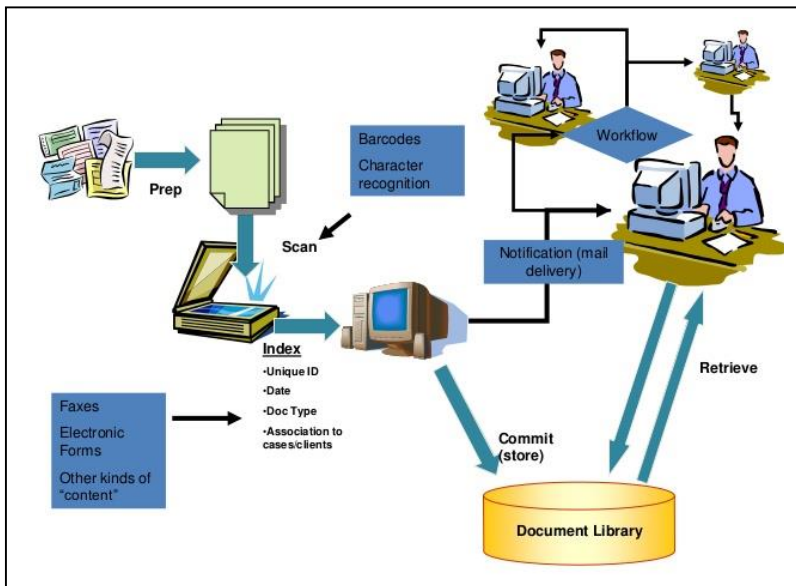 Prep
Barcodes
Character
recognition
Scan
Workflow
Notification (mail
delivery)
Index
•Unique ID
•Date
•Doc Type
•Association to
cases/clients
Faxes
Electronic
Forms
Other kinds of
“content”
Retrieve
Commit
(store)
Document Library